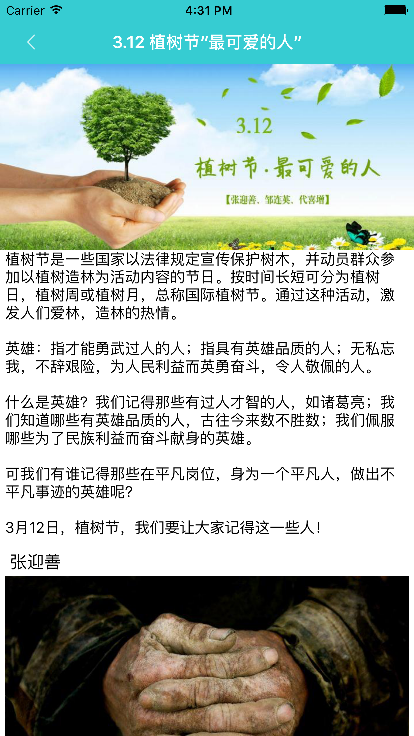 Carrier 4:31 PM
3.12 植树节"最可爱的人"
3.12
植树节·最可爱的人
【张迎善、邹连英、代喜增】
植树节是一些国家以法律规定宣传保护树木，并动员群众参
加以植树造林为活动内容的节日。按时间长短可分为植树
日，植树周或植树月，总称国际植树节。通过这种活动，激
发人们爱林，造林的热情。
英雄：指才能勇武过人的人；指具有英雄品质的人；无私忘
我，不辞艰险，为人民利益而英勇奋斗，令人敬佩的人。
什么是英雄？我们记得那些有过人才智的人，如诸葛亮；我
们知道哪些有英雄品质的人，古往今来数不胜数；我们佩服
哪些为了民族利益而奋斗献身的英雄。
可我们有谁记得那些在平凡岗位，身为一个平凡人，做出不
平凡事迹的英雄呢？
3月12日，植树节，我们要让大家记得这一些人！
张迎善